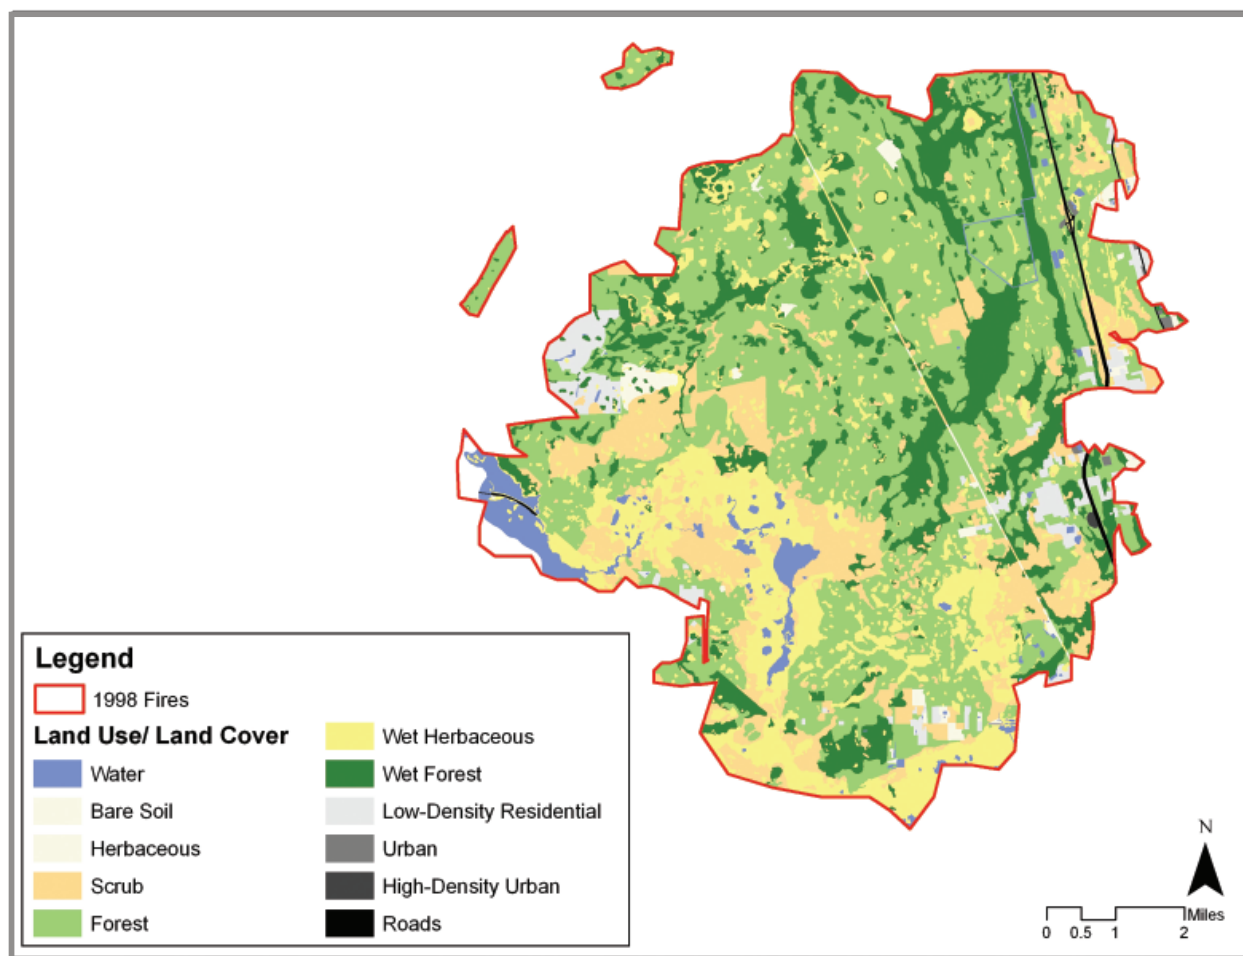 Legend
1998 Fires
Land Use/ Land Cover
Water
Bare Soil
Herbaceous
Scrub
Forest
Wet Herbaceous
Wet Forest
Low-Density Residential
Urban
High-Density Urban
Roads
N
Miles
0 0.5 1 2